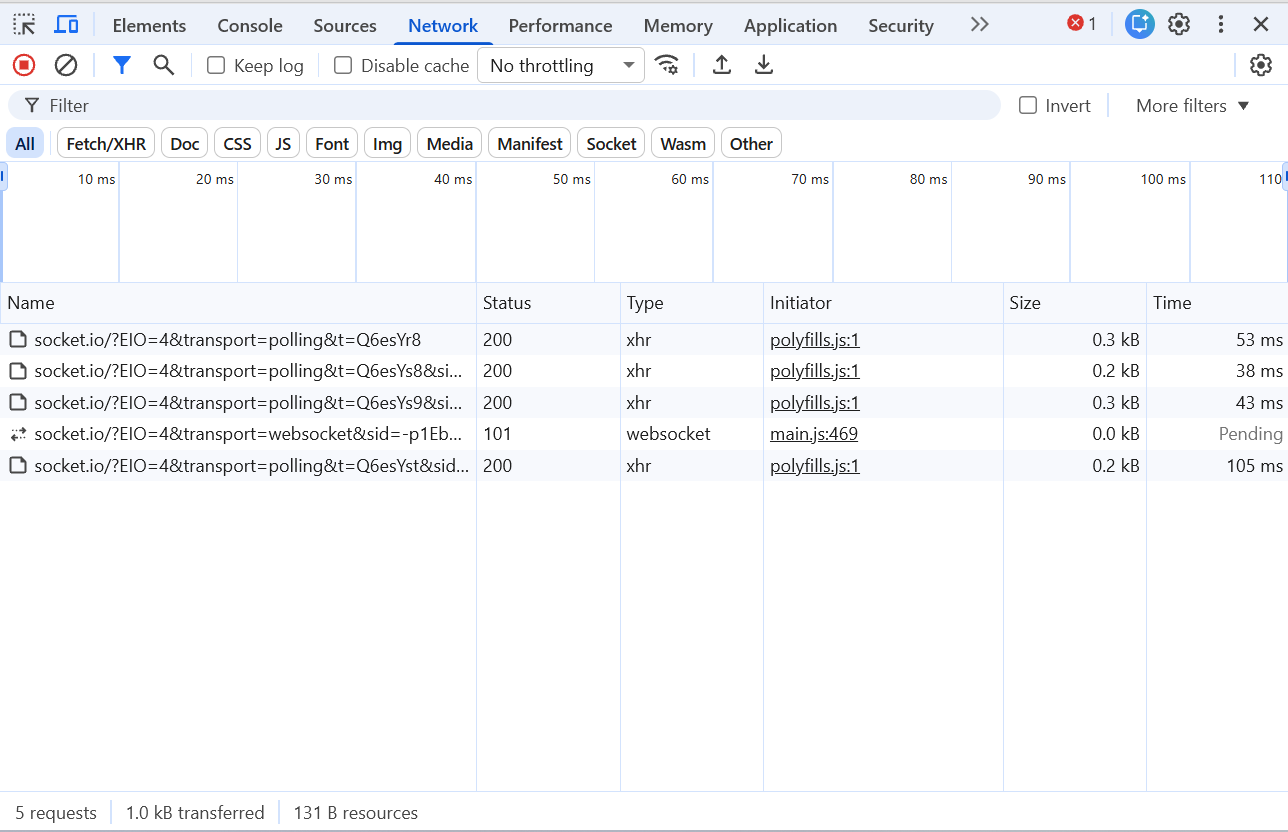 Elements Console Sources Network Performance Memory Application Security 1
Keep log Disable cache No throttling
Filter Invert More filters
All Fetch/XHR Doc CSS JS Font Img Media Manifest Socket Wasm Other
10 ms 20 ms 30 ms 40 ms 50 ms 60 ms 70 ms 80 ms 90 ms 100 ms 110
Name Status Type Initiator Size Time
socket.io/?EIO=4&transport=polling&t=Q6esYr8 200 xhr polyfills.js:1 0.3 kB 53 ms
socket.io/?EIO=4&transport=polling&t=Q6esYs8&si... 200 xhr polyfills.js:1 0.2 kB 38 ms
socket.io/?EIO=4&transport=polling&t=Q6esYs9&si... 200 xhr polyfills.js:1 0.3 kB 43 ms
socket.io/?EIO=4&transport=websocket&sid=-p1Eb... 101 websocket main.js:469 0.0 kB Pending
socket.io/?EIO=4&transport=polling&t=Q6esYst&sid... 200 xhr polyfills.js:1 0.2 kB 105 ms
5 requests 1.0 kB transferred 131 B resources